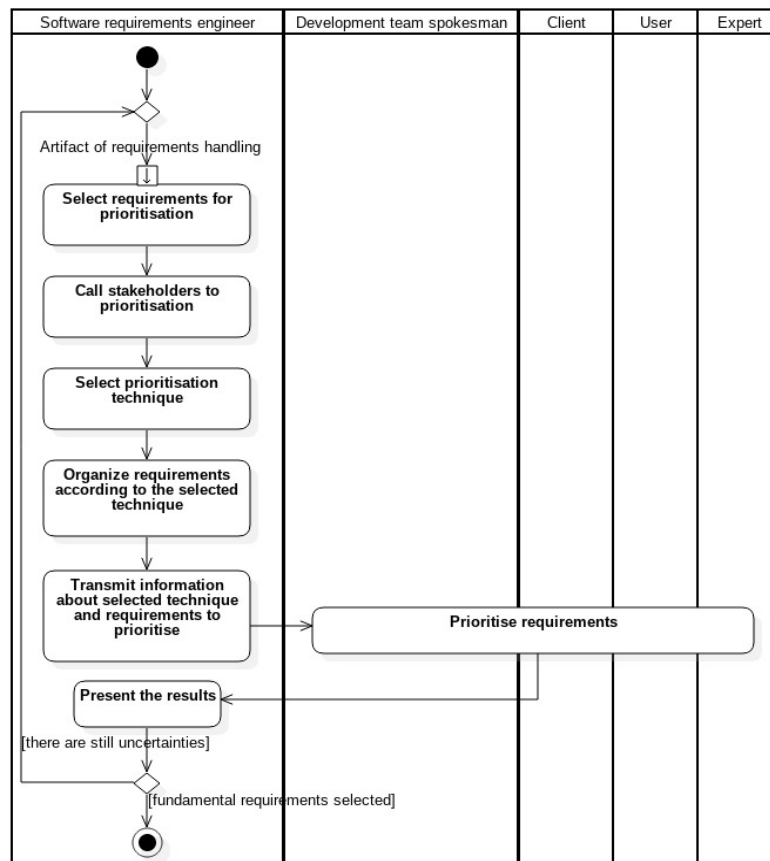 Software requirements engineer
Development team spokesman
Client
User
Expert
Artifact of requirements handling
Select requirements for
prioritisation
Call stakeholders to
prioritisation
Select prioritisation
technique
Organize requirements
according to the selected
technique
Transmit information
about selected technique
and requirements to
prioritise
Prioritise requirements
Present the results
[there are still uncertainties]
[fundamental requirements selected]